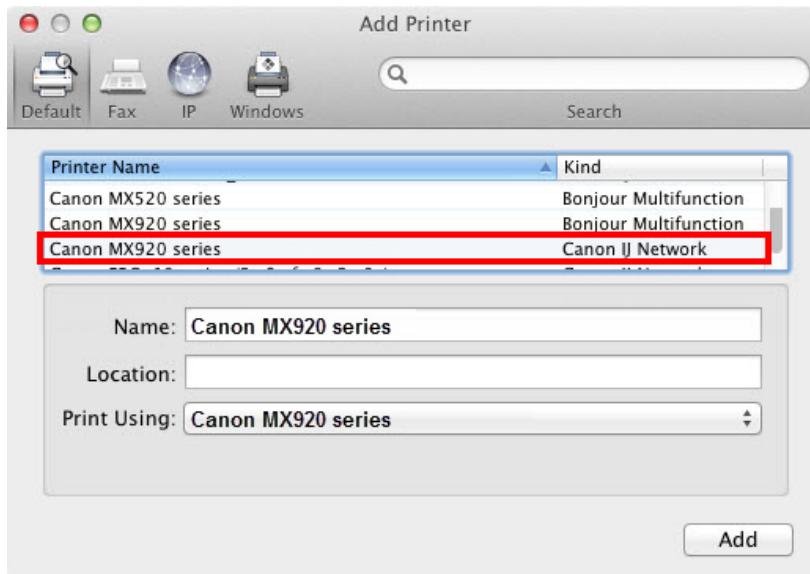 Add Printer
Default Fax IP Windows Search
Printer Name Kind
Canon MX520 series Bonjour Multifunction
Canon MX920 series Bonjour Multifunction
Canon MX920 series Canon IJ Network
Name: Canon MX920 series
Location:
Print Using: Canon MX920 series
Add